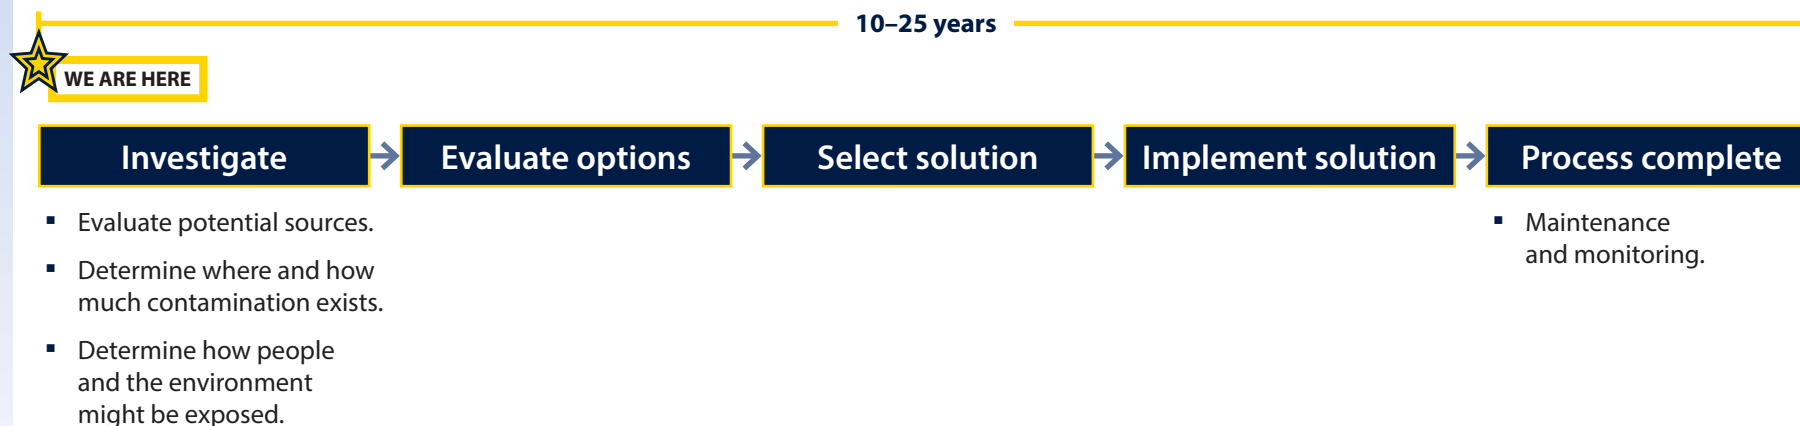 10–25 years
WE ARE HERE
Investigate
Evaluate options
Select solution
Implement solution
Process complete
▪ Evaluate potential sources.
▪ Determine where and how
much contamination exists.
▪ Determine how people
and the environment
might be exposed.
▪ Maintenance
and monitoring.